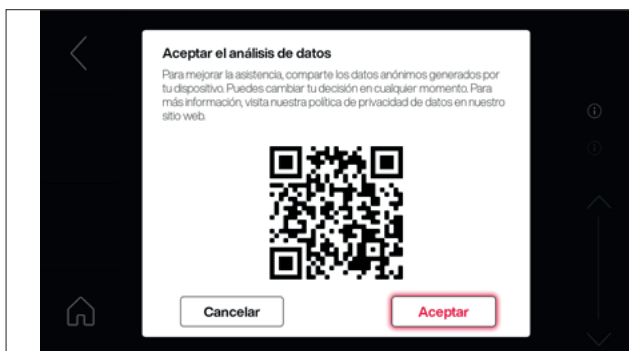 Aceptar el análisis de datos
Para mejorar la asistencia, comparte los datos anónimos generados por
tu dispositivo. Puedes cambiar tu decisión en cualquier momento. Para
más información, visita nuestra política de privacidad de datos en nuestro
sitio web.
Cancelar
Aceptar